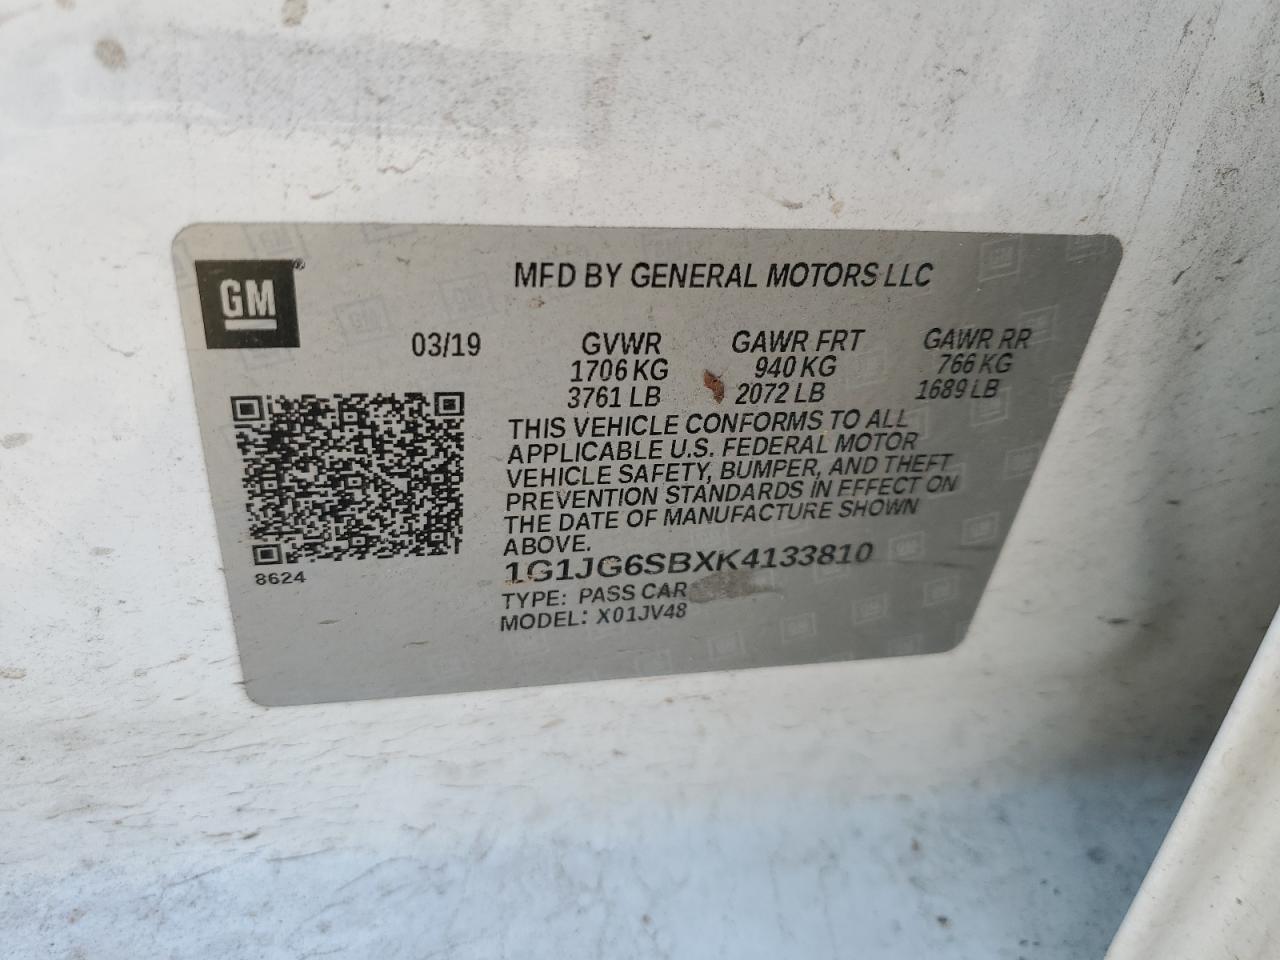 GM®
MFD BY GENERAL MOTORS LLC
03/19 GVWR GAWR FRT GAWR RR
1706 KG 940 KG 766 KG
3761 LB 2072 LB 1689 LB
THIS VEHICLE CONFORMS TO ALL
APPLICABLE U.S. FEDERAL MOTOR
VEHICLE SAFETY, BUMPER, AND THEFT
PREVENTION STANDARDS IN EFFECT ON
THE DATE OF MANUFACTURE SHOWN
ABOVE.
8624
1G1JG6SBXK4133810
TYPE: PASS CAR
MODEL: X01JV48